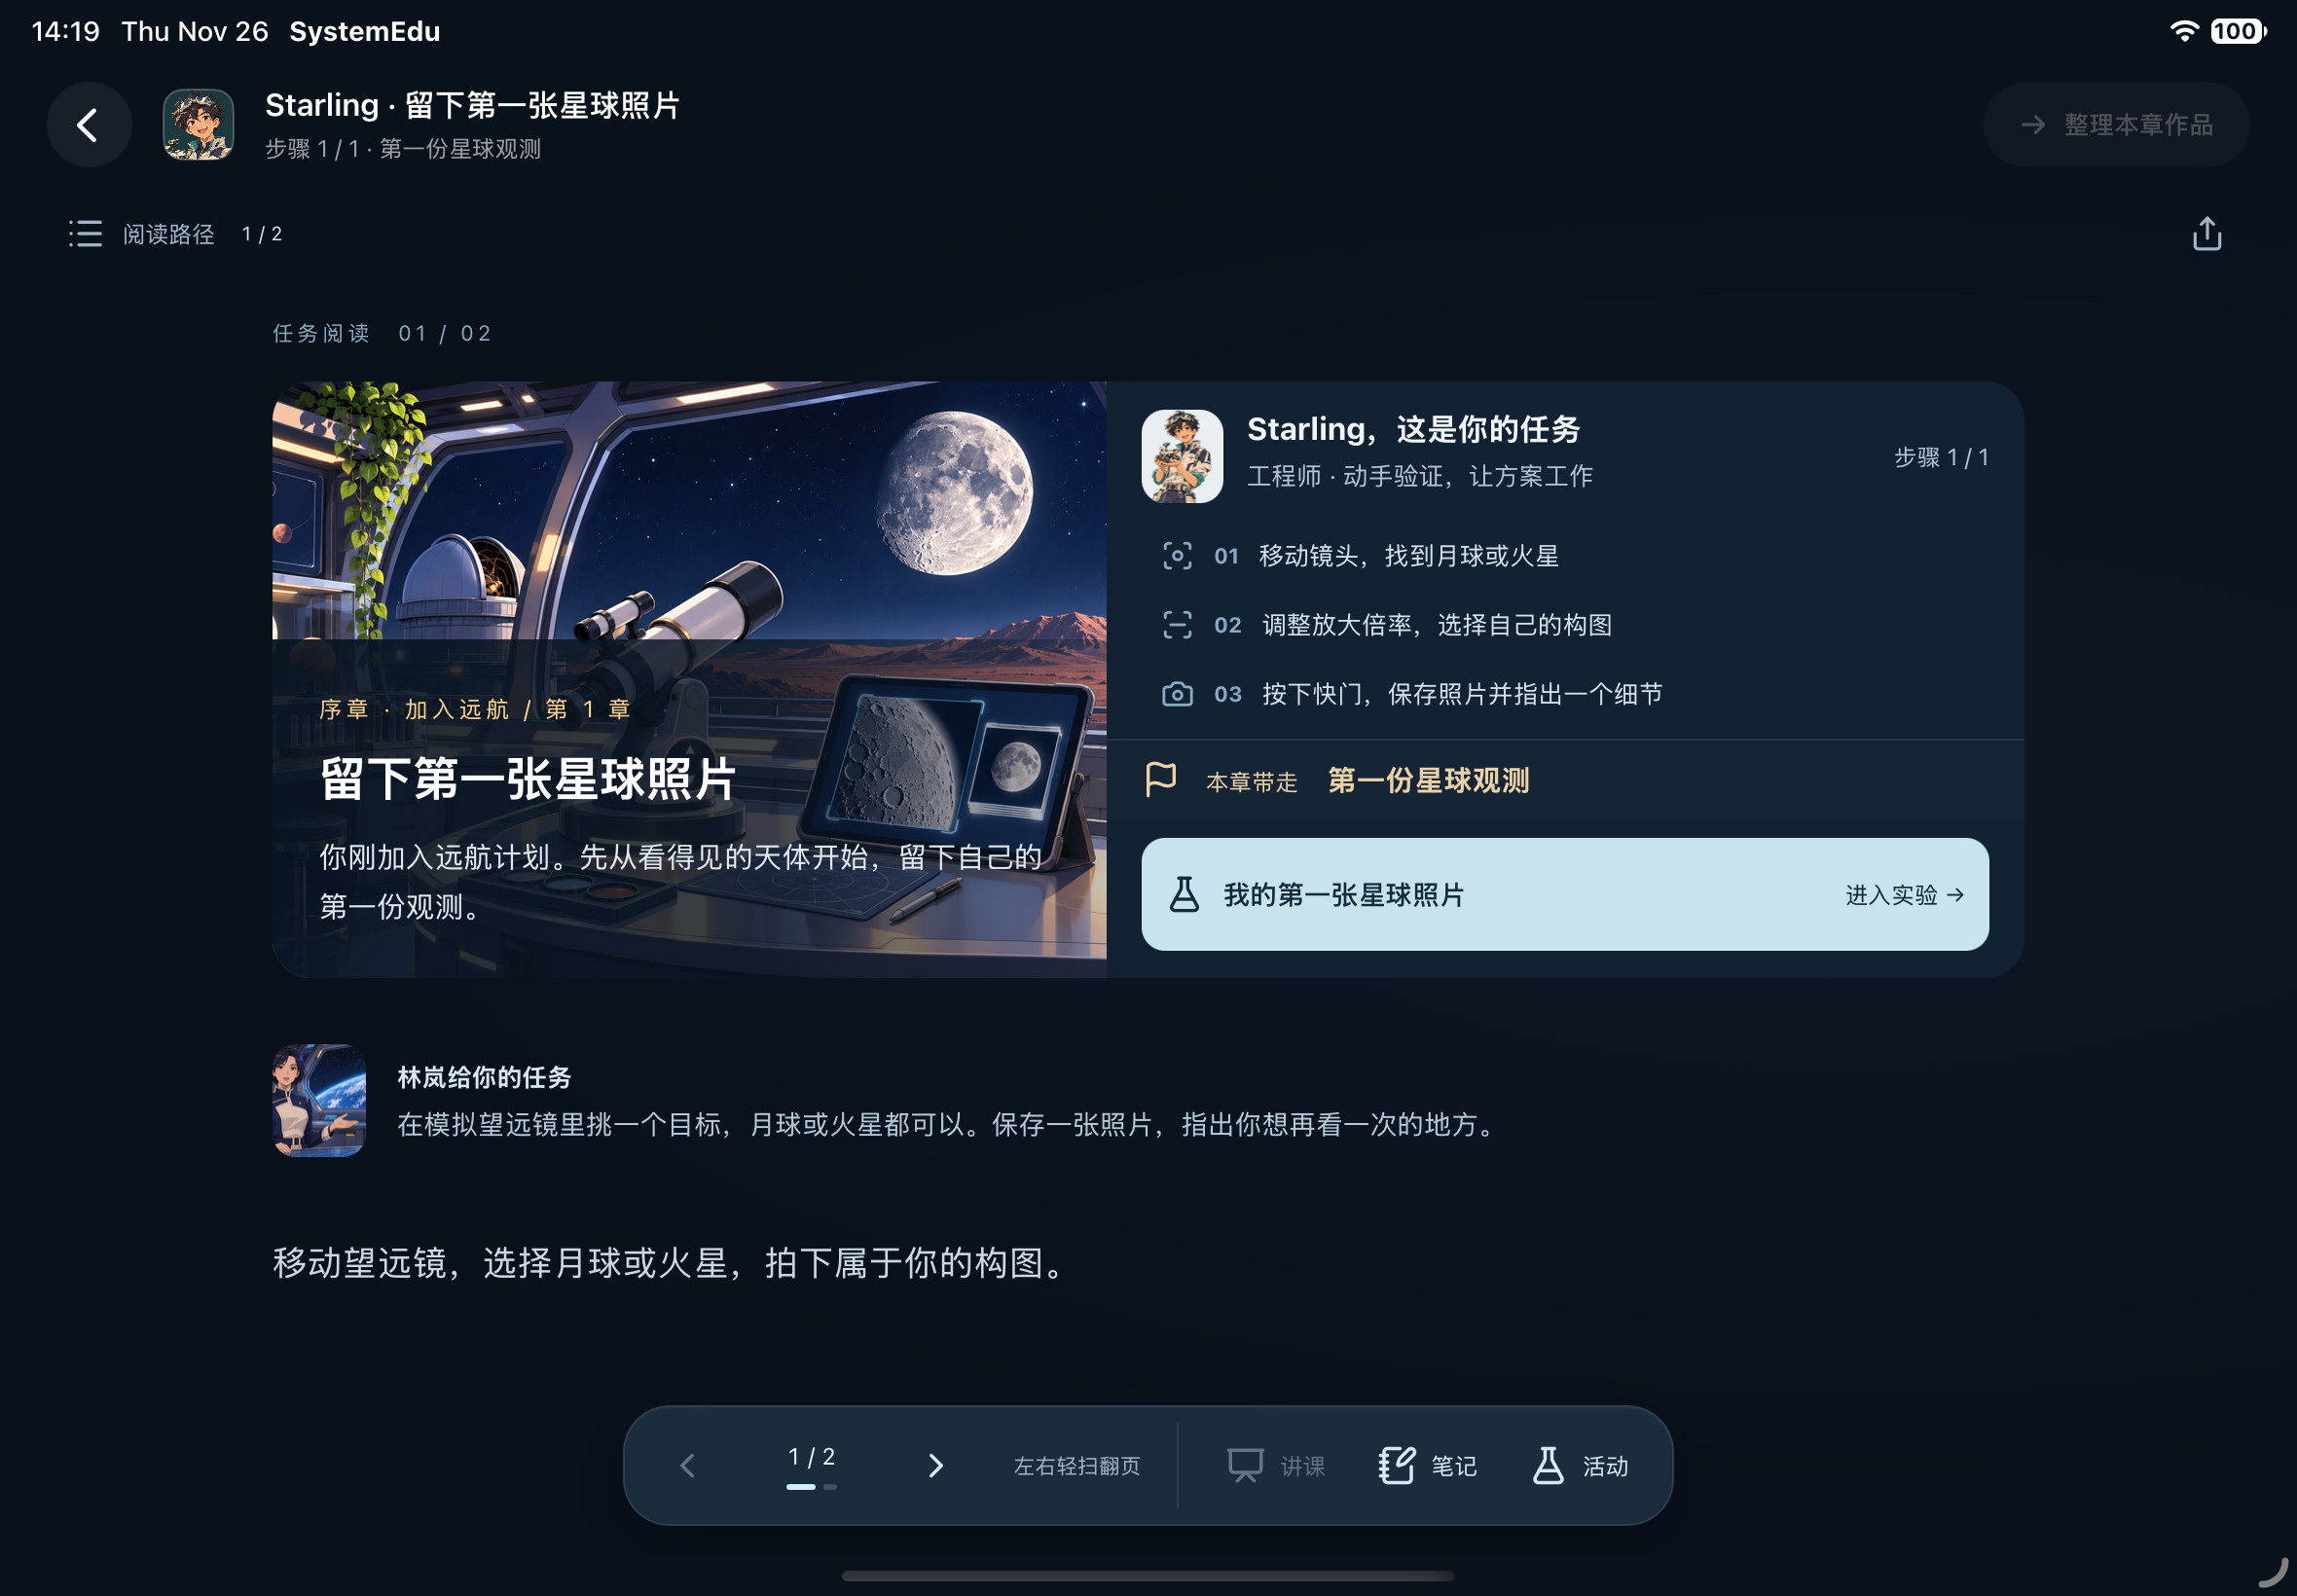 14:19 Thu Nov 26 SystemEdu
100
Starling · 留下第一张星球照片
步骤 1 / 1 · 第一份星球观测
整理本章作品
阅读路径 1 / 2
任务阅读 01 / 02
序章 · 加入远航 / 第 1 章
留下第一张星球照片
你刚加入远航计划。先从看得见的天体开始，留下自己的
第一份观测。
Starling，这是你的任务
工程师 · 动手验证，让方案工作
步骤 1 / 1
01 移动镜头，找到月球或火星
02 调整放大倍率，选择自己的构图
03 按下快门，保存照片并指出一个细节
本章带走 第一份星球观测
我的第一张星球照片
进入实验 →
林岚给你的任务
在模拟望远镜里挑一个目标，月球或火星都可以。保存一张照片，指出你想再看一次的地方。
移动望远镜，选择月球或火星，拍下属于你的构图。
1 / 2
左右轻扫翻页
讲课
笔记
活动